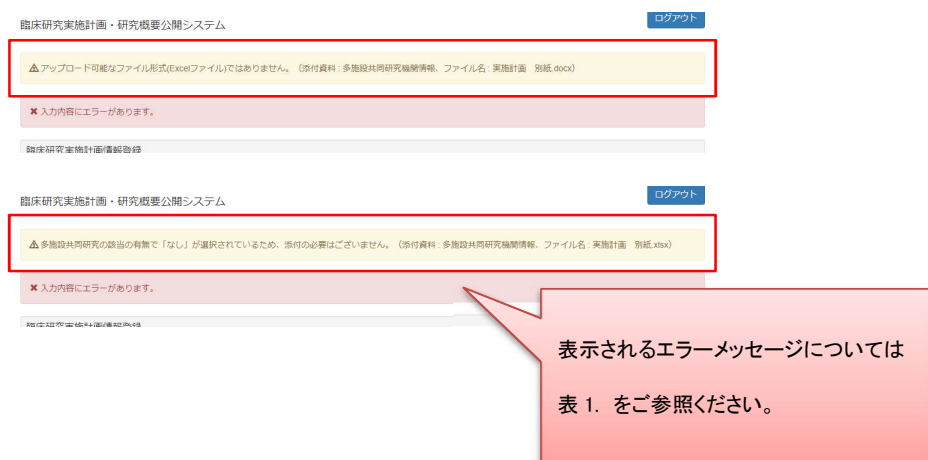 臨床研究実施計画・研究概要公開システム
ログアウト
アップロード可能なファイル形式(Excelファイル)ではありません。（添付資料 : 多施設共同研究機関情報、ファイル名 : 実施計画　別紙.docx）
✖ 入力内容にエラーがあります。
臨床研究実施計画情報登録
臨床研究実施計画・研究概要公開システム
ログアウト
多施設共同研究の該当の有無で「なし」が選択されているため、添付の必要はございません。（添付資料 : 多施設共同研究機関情報、ファイル名 : 実施計画　別紙.xlsx）
✖ 入力内容にエラーがあります。
臨床研究実施計画情報登録
表示されるエラーメッセージについては
表 1. をご参照ください。